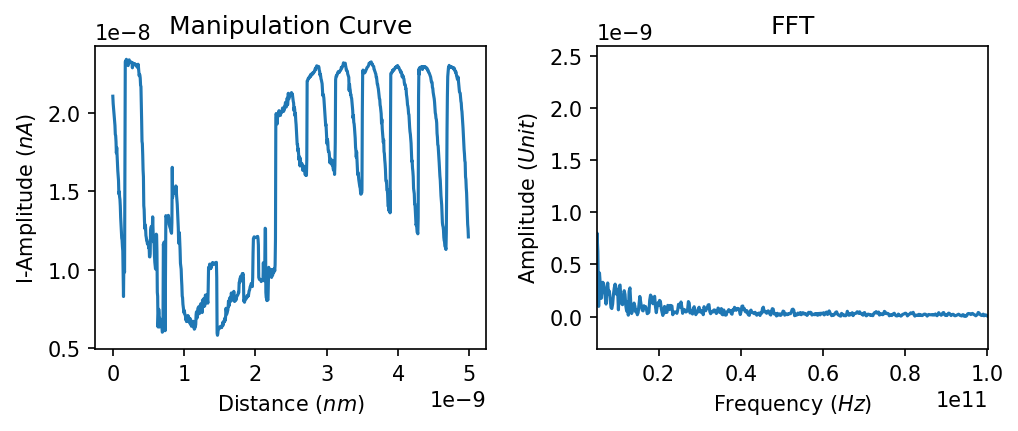 Manipulation Curve
1e−8
I-Amplitude (nA)
2.0
1.5
1.0
0.5
0 1 2 3 4 5
1e−9
Distance (nm)
FFT
1e−9
Amplitude (Unit)
2.5
2.0
1.5
1.0
0.5
0.0
0.2 0.4 0.6 0.8 1.0
1e11
Frequency (Hz)